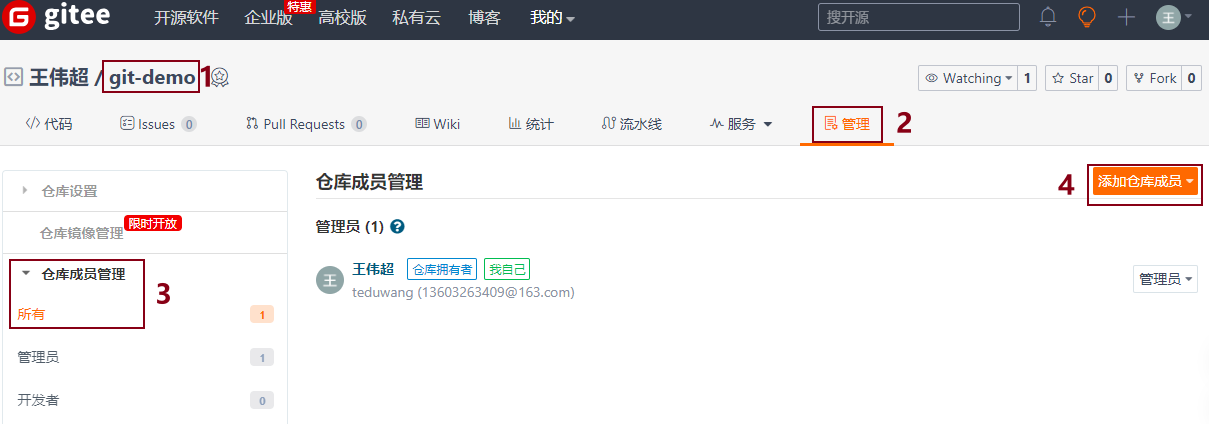 gitee 开源软件 企业版 特惠 高校版 私有云 博客 我的 搜开源 王
王伟超 / git-demo 1 Watching 1 Star 0 Fork 0
代码 Issues 0 Pull Requests 0 Wiki 统计 流水线 服务 管理 2
仓库设置
仓库镜像管理 限时开放
仓库成员管理
所有 1
3
管理员 1
开发者 0
仓库成员管理 4 添加仓库成员
管理员 (1) ?
王 王伟超 仓库拥有者 我自己
teduwang (13603263409@163.com)
管理员